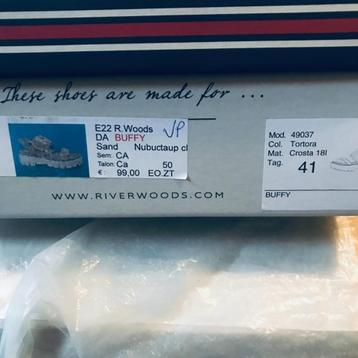 These shoes are made for ...
E22 R.Woods
DA BUFFY
Sand Nubuctaup cl
Sem: CA
Talon: Ca 50
€: 99,00 EO.ZT
VP
Mod. 49037
Col. Tortora
Mat. Crosta 18I
Tag. 41
BUFFY
WWW.RIVERWOODS.COM